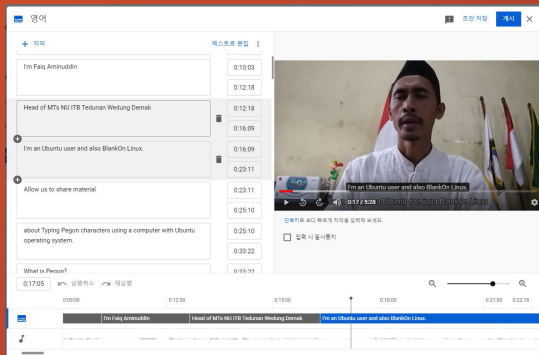 영어
초안 저장
게시
+ 자막
텍스트로 편집
I'm Faiq Aminuddin
0:10:03
0:12:18
Head of MTs NU ITB Tedunan Wedung Demak
0:12:18
0:16:09
I'm an Ubuntu user and also BlankOn Linux.
0:16:09
0:23:11
Allow us to share material
0:23:11
0:25:10
about Typing Pegon characters using a computer with Ubuntu
operating system.
0:25:10
0:33:22
What is Pegon?
0:33:22
I'm an Ubuntu user and also BlankOn Linux.
0:17 / 5:28
단축키로 보다 빠르게 자막을 입력해 보세요.
입력 시 일시중지
0:17:05
실행취소
재실행
0:09:00
0:12:00
0:15:00
0:18:00
0:21:00
0:22:18
I'm Faiq Aminuddin
Head of MTs NU ITB Tedunan Wedung Demak
I'm an Ubuntu user and also BlankOn Linux.